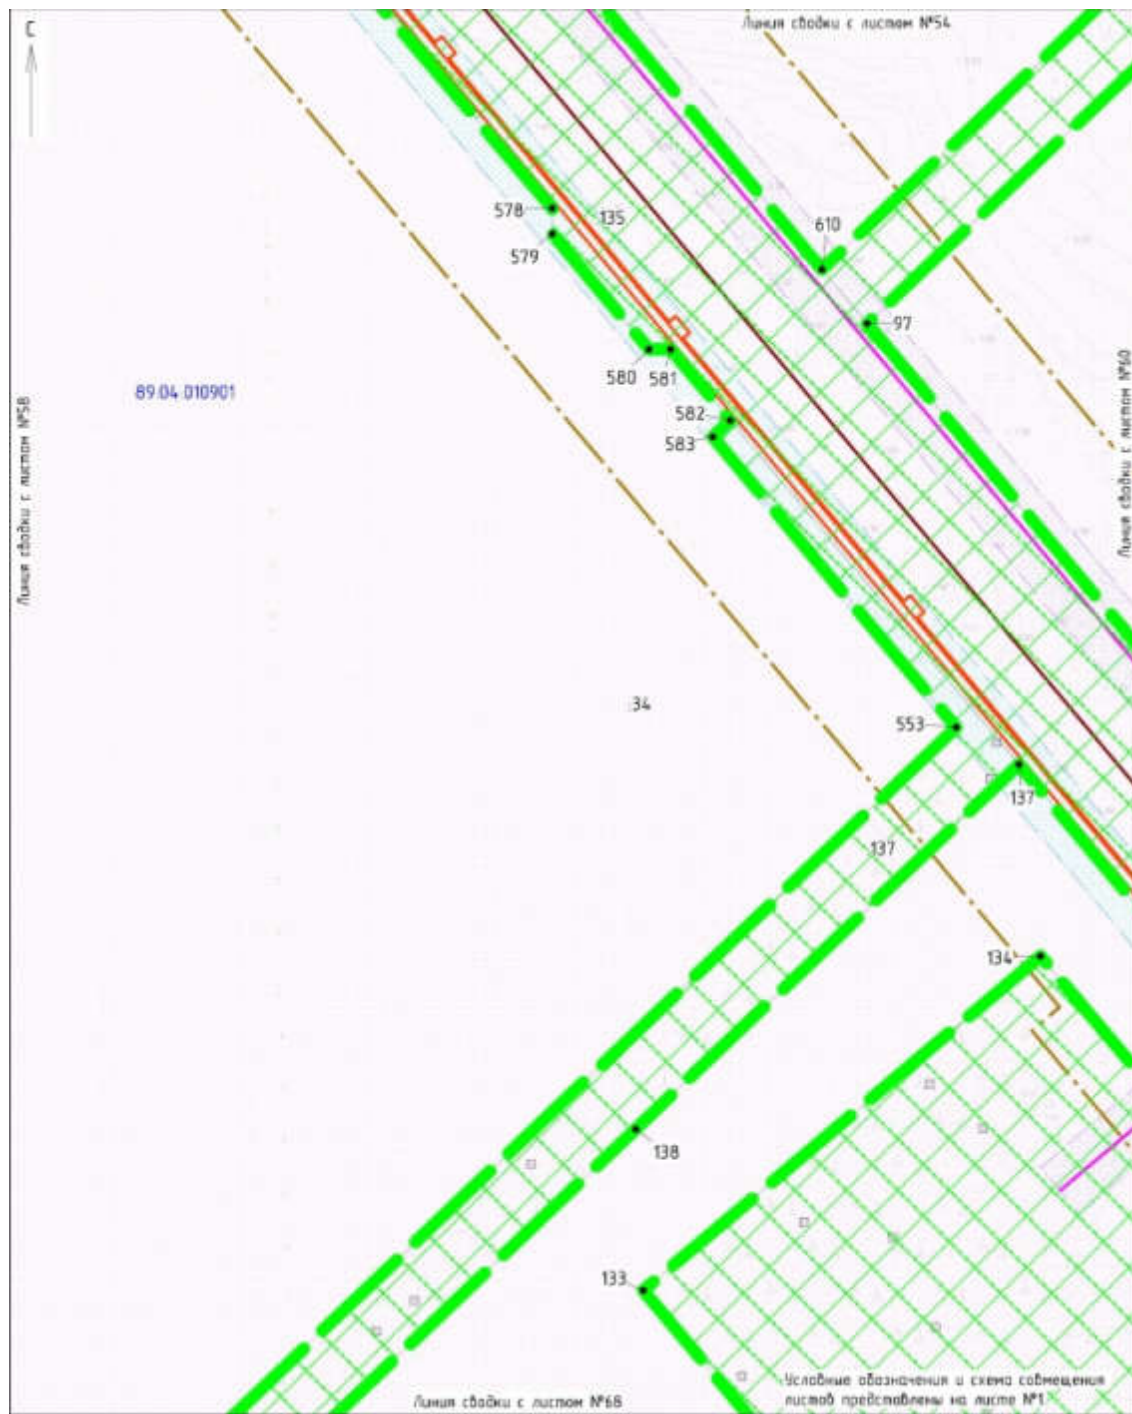 Линия сводки с листом №54
С
610
578
135
579
97
580
581
89:04:010901
582
583
Линия сводки с листом №58
Линия сводки с листом №60
:34
553
137
137
134
138
133
Условные обозначения и схема совмещения
листов представлены на листе №1
Линия сводки с листом №68